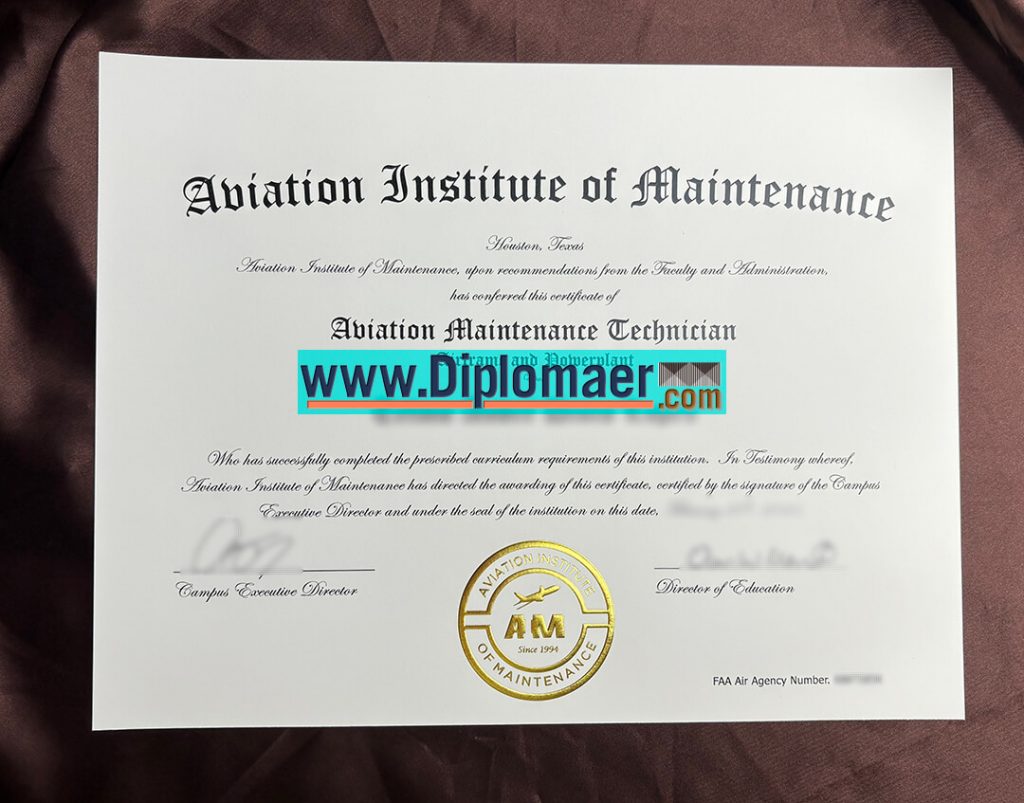 Aviation Institute of Maintenance
Houston, Texas
Aviation Institute of Maintenance, upon recommendations from the Faculty and Administration,
has conferred this certificate of
Aviation Maintenance Technician
Airframe and Powerplant
www.Diplomaer.com
Who has successfully completed the prescribed curriculum requirements of this institution. In Testimony whereof,
Aviation Institute of Maintenance has directed the awarding of this certificate, certified by the signature of the Campus
Executive Director and under the seal of the institution on this date,
Campus Executive Director
Director of Education
AVIATION INSTITUTE
AM
Since 1994
OF MAINTENANCE
FAA Air Agency Number.